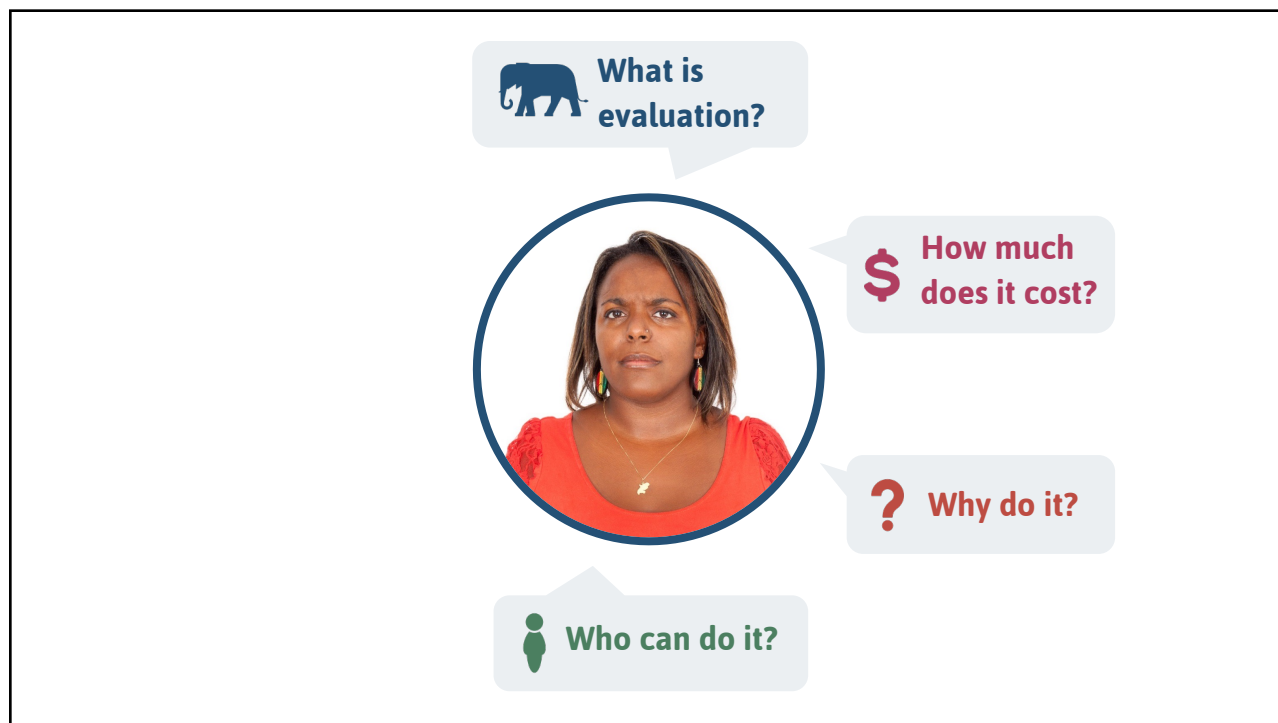 What is
evaluation?
$ How much
does it cost?
? Why do it?
Who can do it?